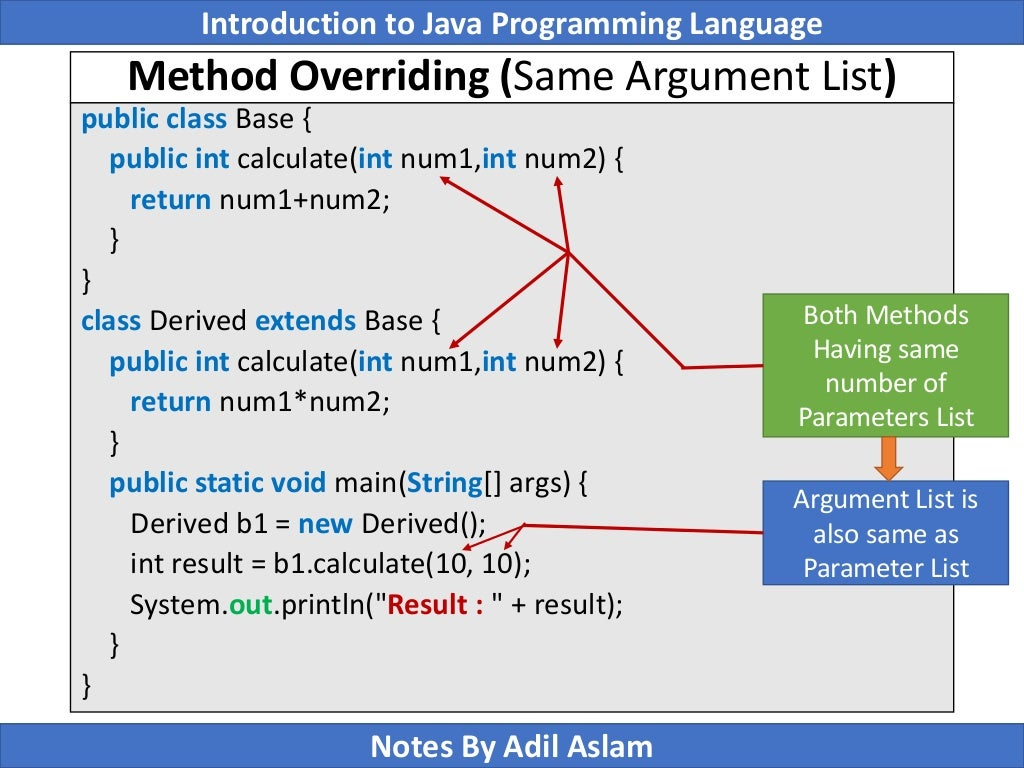 Introduction to Java Programming Language
Method Overriding (Same Argument List)
public class Base {
public int calculate(int num1,int num2) {
return num1+num2;
}
}
class Derived extends Base {
public int calculate(int num1,int num2) {
return num1*num2;
}
public static void main(String[] args) {
Derived b1 = new Derived();
int result = b1.calculate(10, 10);
System.out.println("Result : " + result);
}
}
Both Methods
Having same
number of
Parameters List
Argument List is
also same as
Parameter List
Notes By Adil Aslam